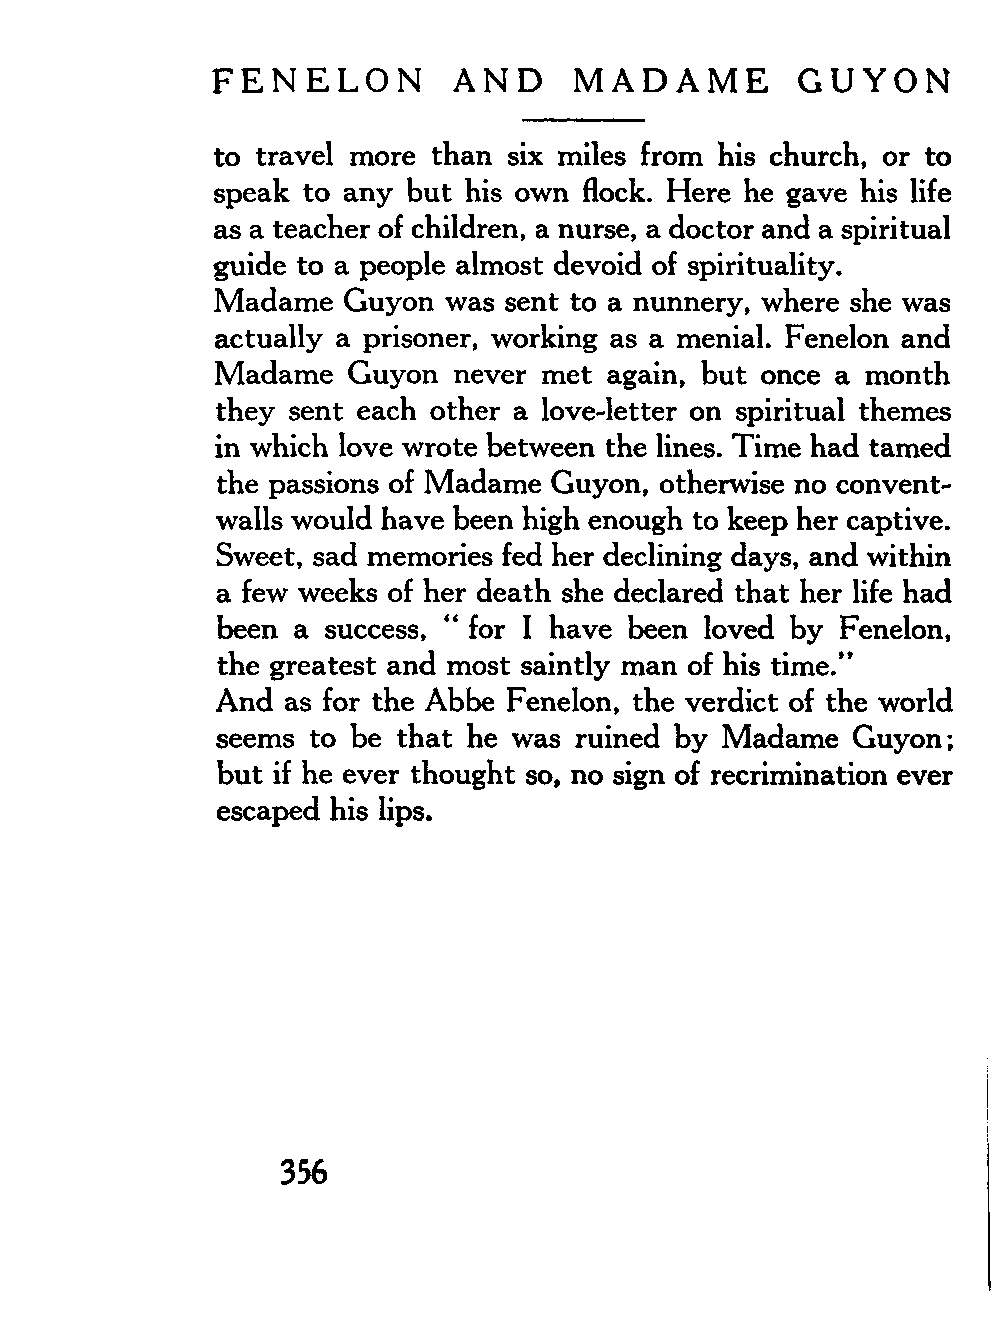 FENELON AND MADAME GUYON
to travel more than six miles from his church, or to
speak to any but his own flock. Here he gave his life
as a teacher of children, a nurse, a doctor and a spiritual
guide to a people almost devoid of spirituality.
Madame Guyon was sent to a nunnery, where she was
actually a prisoner, working as a menial. Fenelon and
Madame Guyon never met again, but once a month
they sent each other a love-letter on spiritual themes
in which love wrote between the lines. Time had tamed
the passions of Madame Guyon, otherwise no convent-
walls would have been high enough to keep her captive.
Sweet, sad memories fed her declining days, and within
a few weeks of her death she declared that her life had
been a success, “ for I have been loved by Fenelon,
the greatest and most saintly man of his time.”
And as for the Abbe Fenelon, the verdict of the world
seems to be that he was ruined by Madame Guyon;
but if he ever thought so, no sign of recrimination ever
escaped his lips.
356